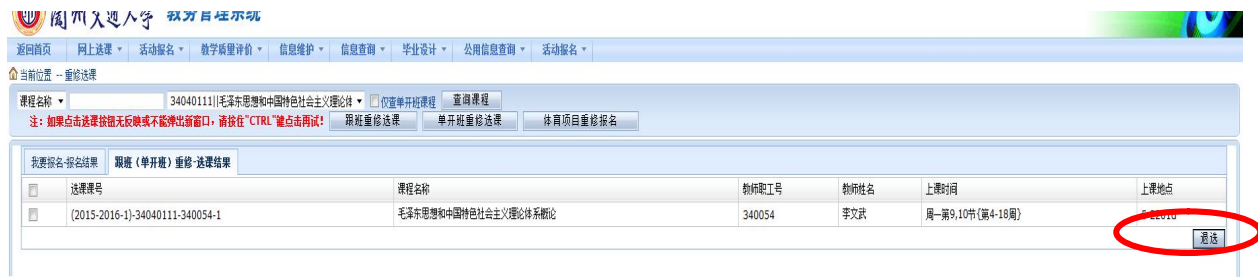 教务管理系统
返回首页 网上选课 活动报名 教学质量评价 信息维护 信息查询 毕业设计 公用信息查询 活动报名
当前位置 -- 重修选课
课程名称 34040111||毛泽东思想和中国特色社会主义理论体 仅查单开班课程 查询课程
注：如果点击选课按钮无反映或不能弹出新窗口，请按住"CTRL"键点击再试！ 跟班重修选课 单开班重修选课 体育项目重修报名
我要报名-报名结果 跟班（单开班）重修-选课结果
选课课号 课程名称 教师职工号 教师姓名 上课时间 上课地点
(2015-2016-1)-34040111-340054-1 毛泽东思想和中国特色社会主义理论体系概论 340054 李文武 周一第9,10节{第4-18周}
退选